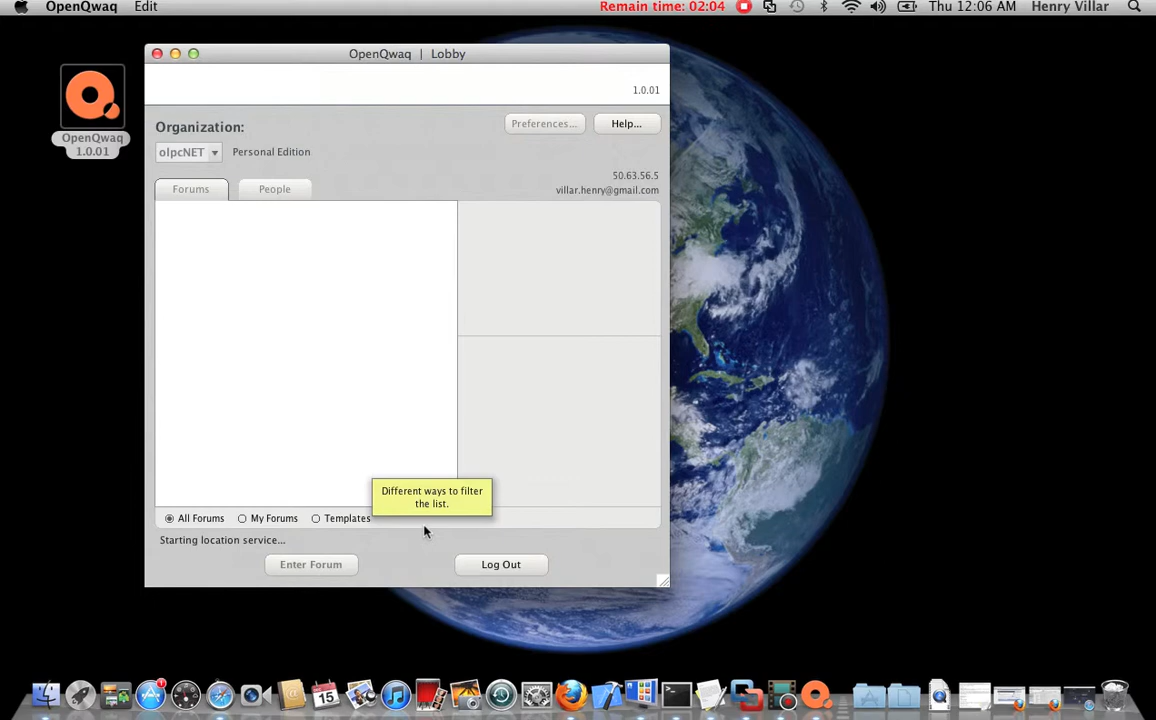 OpenQwaq Edit Remain time: 02:04 Thu 12:06 AM Henry Villar
OpenQwaq
1.0.01
OpenQwaq | Lobby
1.0.01
Organization:
Preferences... Help...
olpcNET Personal Edition
50.63.56.5
villar.henry@gmail.com
Forums People
Different ways to filter
the list.
All Forums My Forums Templates
Starting location service...
Enter Forum Log Out
15
1